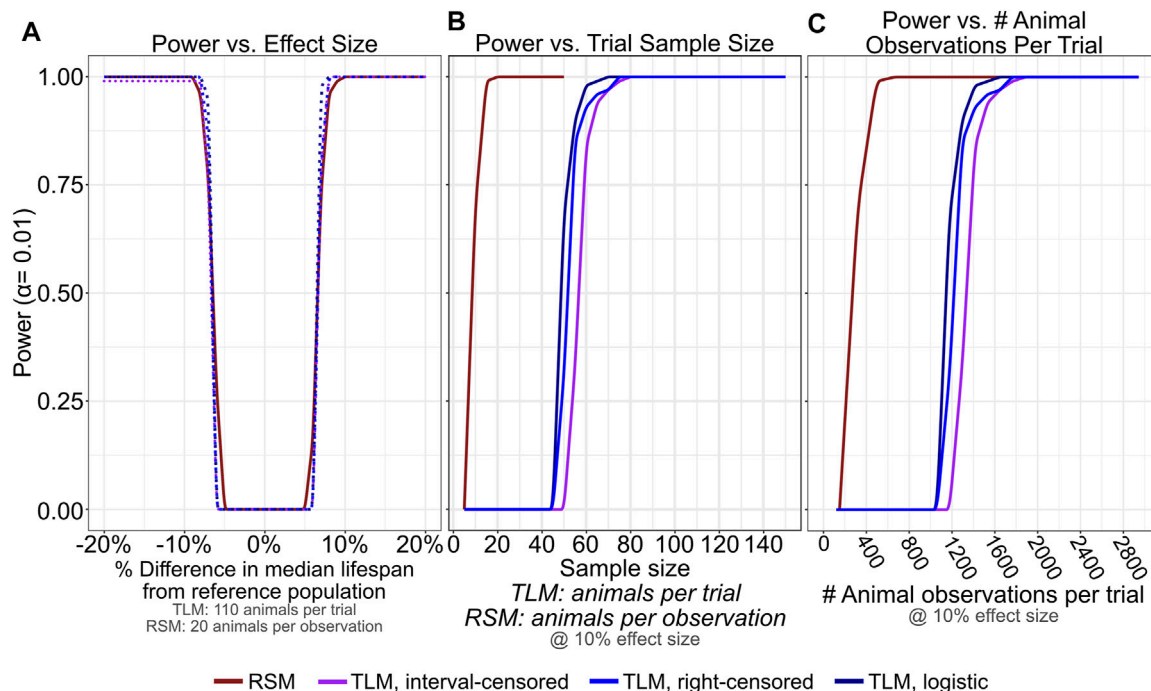 A
Power vs. Effect Size
B
Power vs. Trial Sample Size
C
Power vs. # Animal
Observations Per Trial
Power (α= 0.01)
1.00
0.75
0.50
0.25
0.00
-20% -10% 0% 10% 20%
% Difference in median lifespan
from reference population
TLM: 110 animals per trial
RSM: 20 animals per observation
0 20 40 60 80 100 120 140
Sample size
TLM: animals per trial
RSM: animals per observation
@ 10% effect size
0 400 800 1200 1600 2000 2400 2800
# Animal observations per trial
@ 10% effect size
RSM TLM, interval-censored TLM, right-censored TLM, logistic